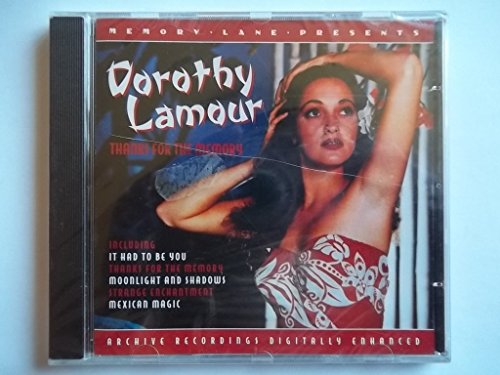 MEMORY · LANE · PRESENTS
Dorothy
Lamour
THANKS FOR THE MEMORY
INCLUDING
IT HAD TO BE YOU
THANKS FOR THE MEMORY
MOONLIGHT AND SHADOWS
STRANGE ENCHANTMENT
MEXICAN MAGIC
ARCHIVE RECORDINGS DIGITALLY ENHANCED